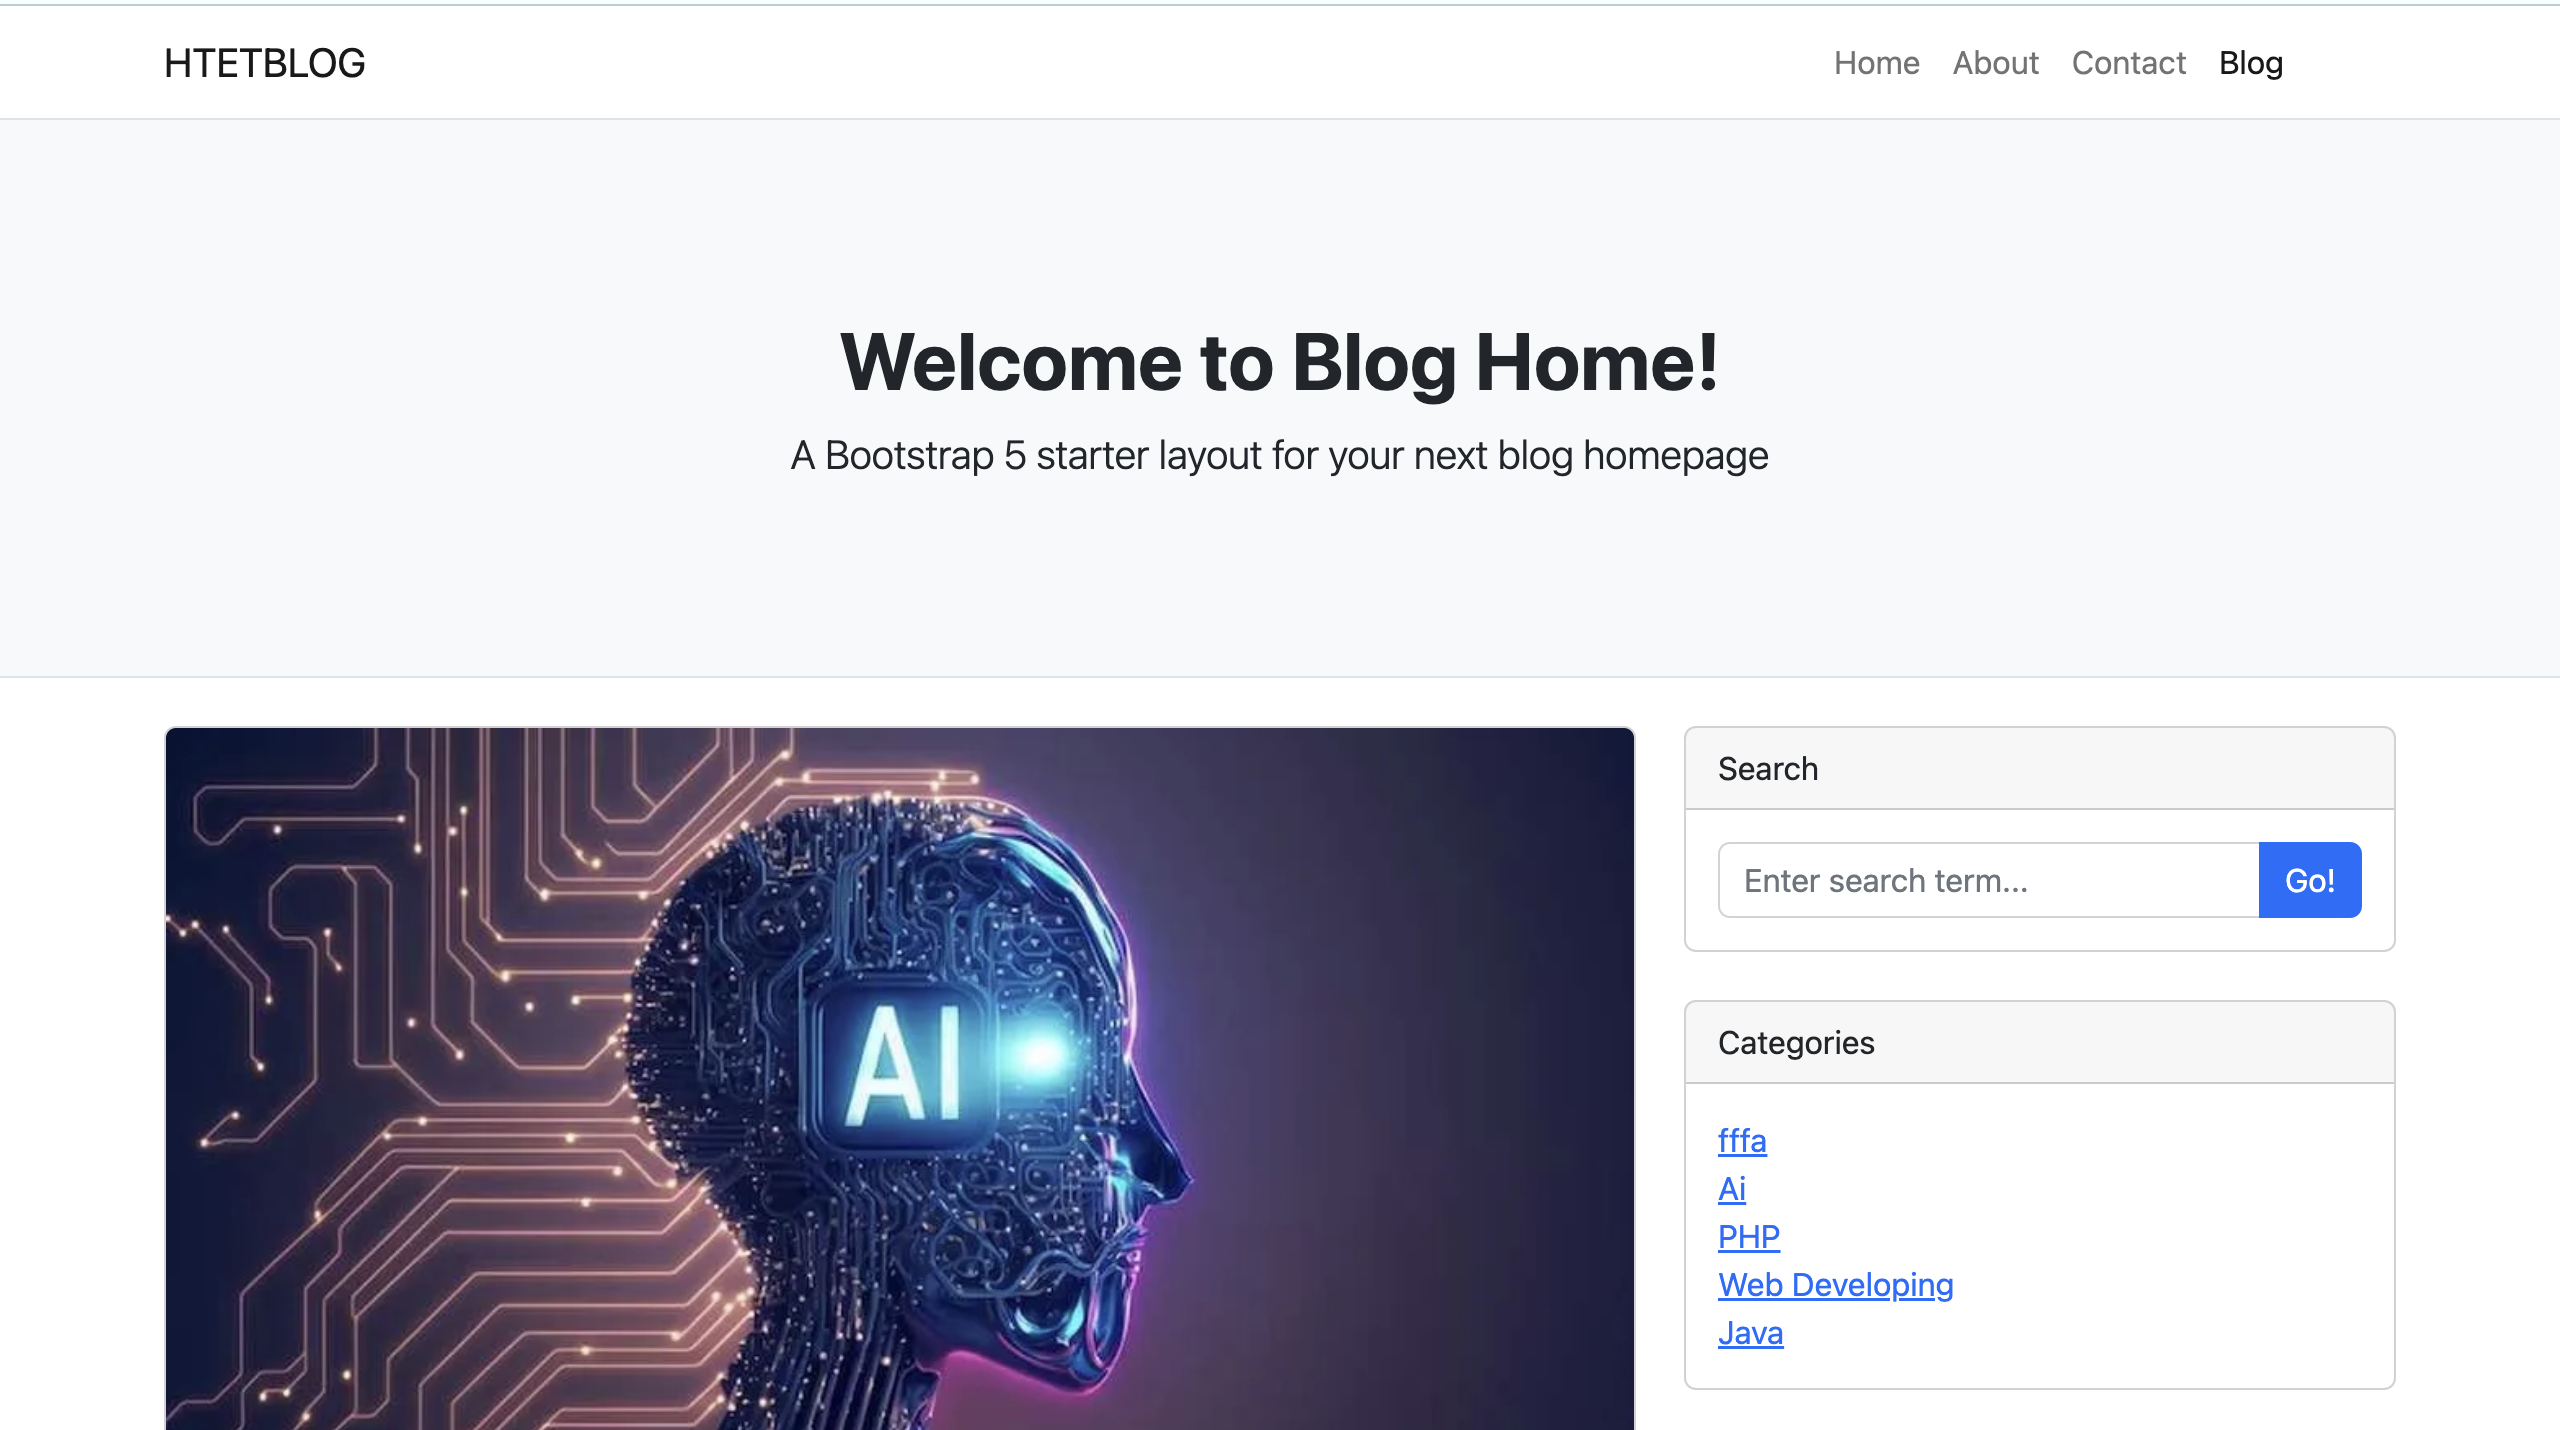 HTETBLOG
Home About Contact Blog
Welcome to Blog Home!
A Bootstrap 5 starter layout for your next blog homepage
AI
Search
Enter search term...
Go!
Categories
fffa
Ai
PHP
Web Developing
Java